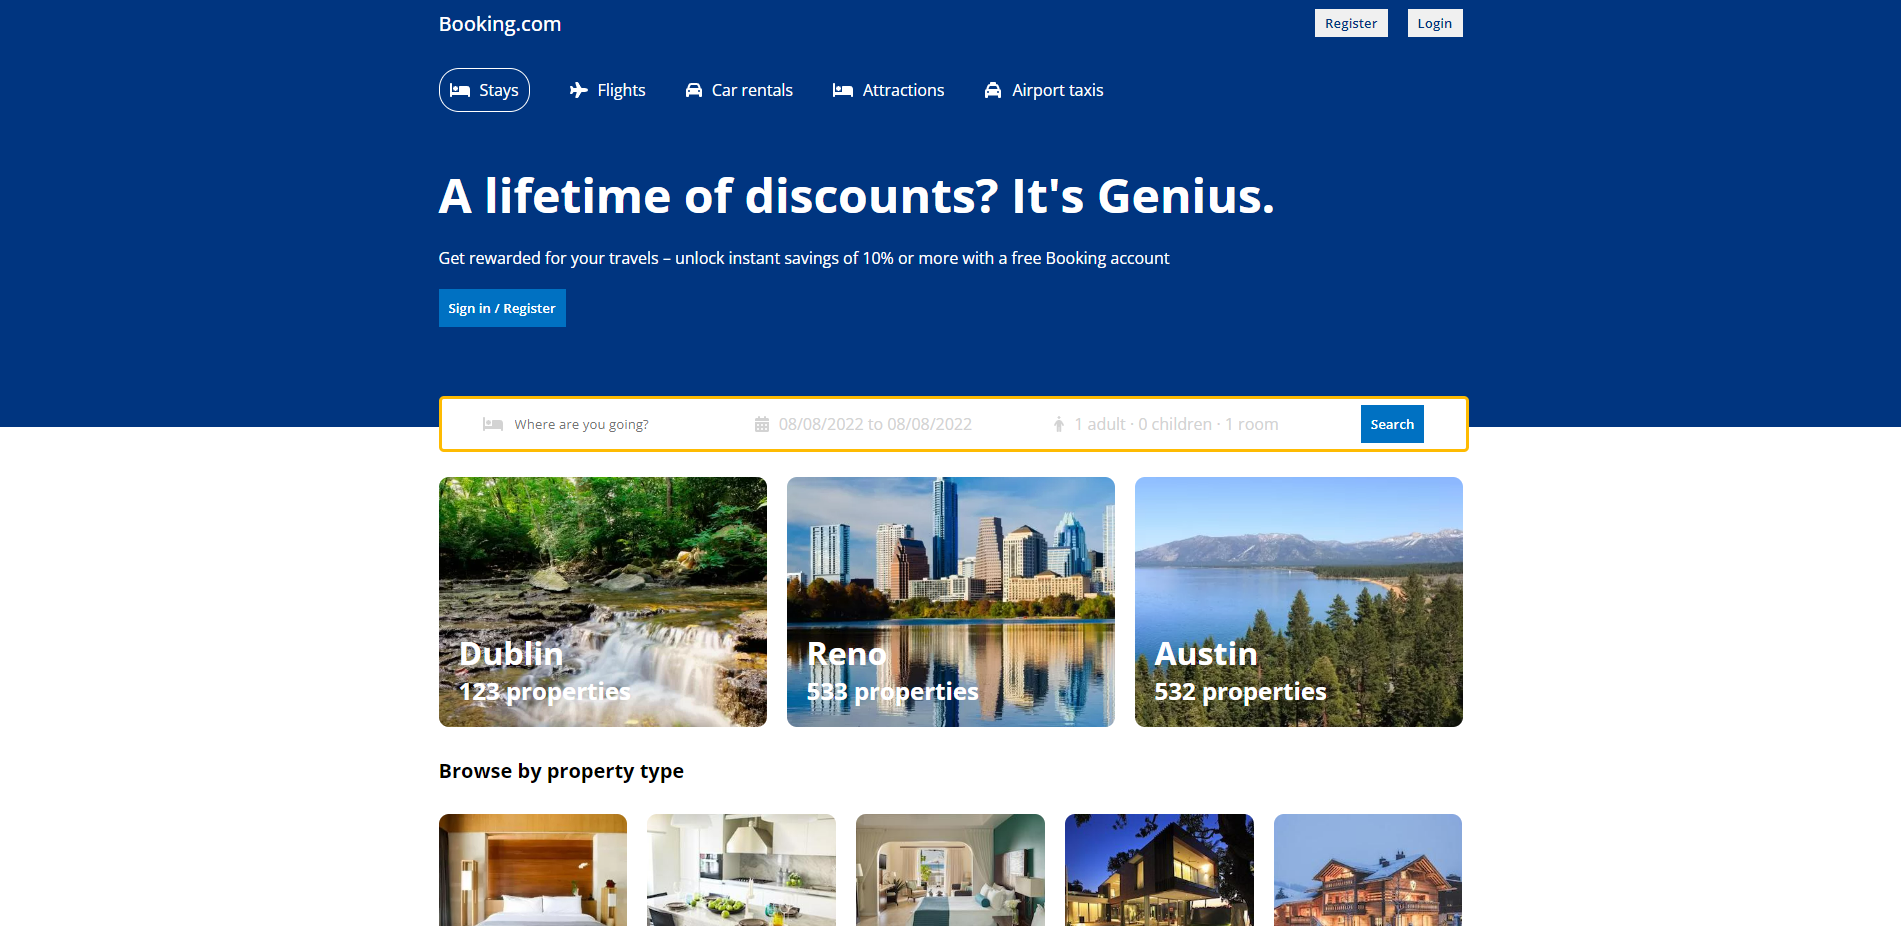 Booking.com
Register
Login
Stays
Flights
Car rentals
Attractions
Airport taxis
A lifetime of discounts? It's Genius.
Get rewarded for your travels – unlock instant savings of 10% or more with a free Booking account
Sign in / Register
Where are you going?
08/08/2022 to 08/08/2022
1 adult · 0 children · 1 room
Search
Dublin
123 properties
Reno
533 properties
Austin
532 properties
Browse by property type